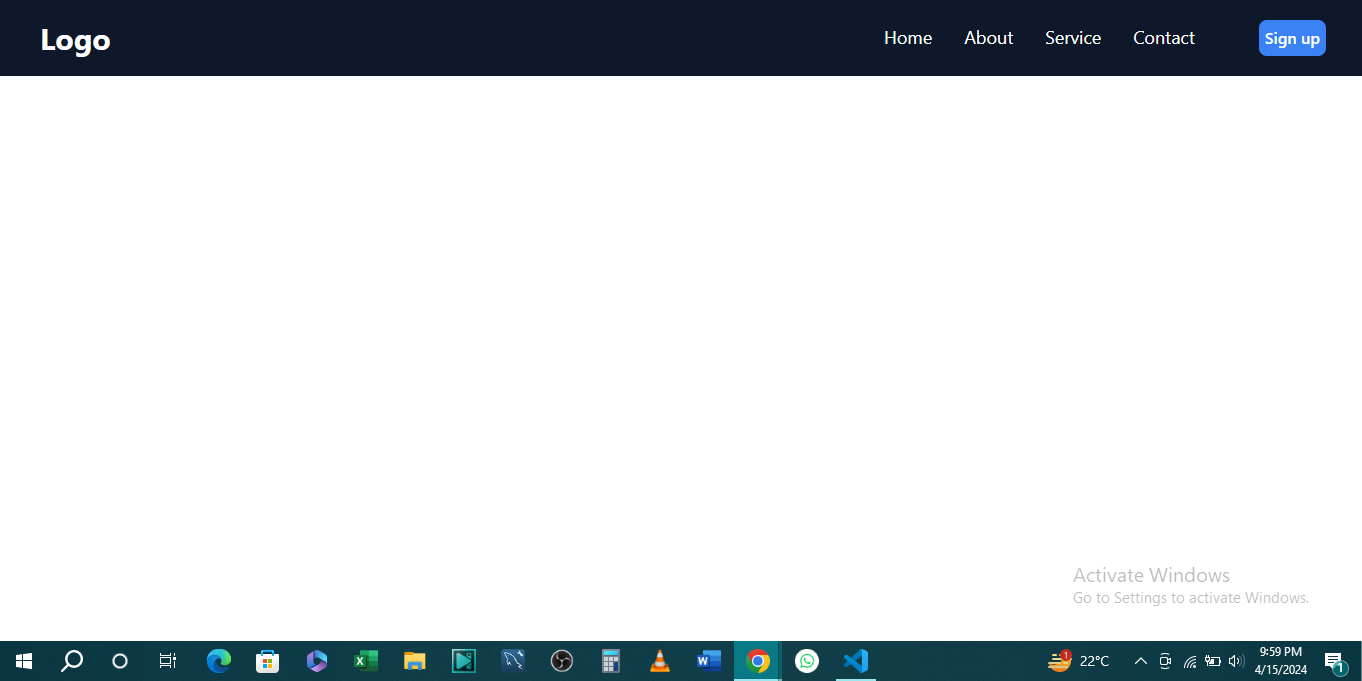 Logo
Home About Service Contact Sign up
Activate Windows
Go to Settings to activate Windows.
1 22°C 9:59 PM
4/15/2024 1